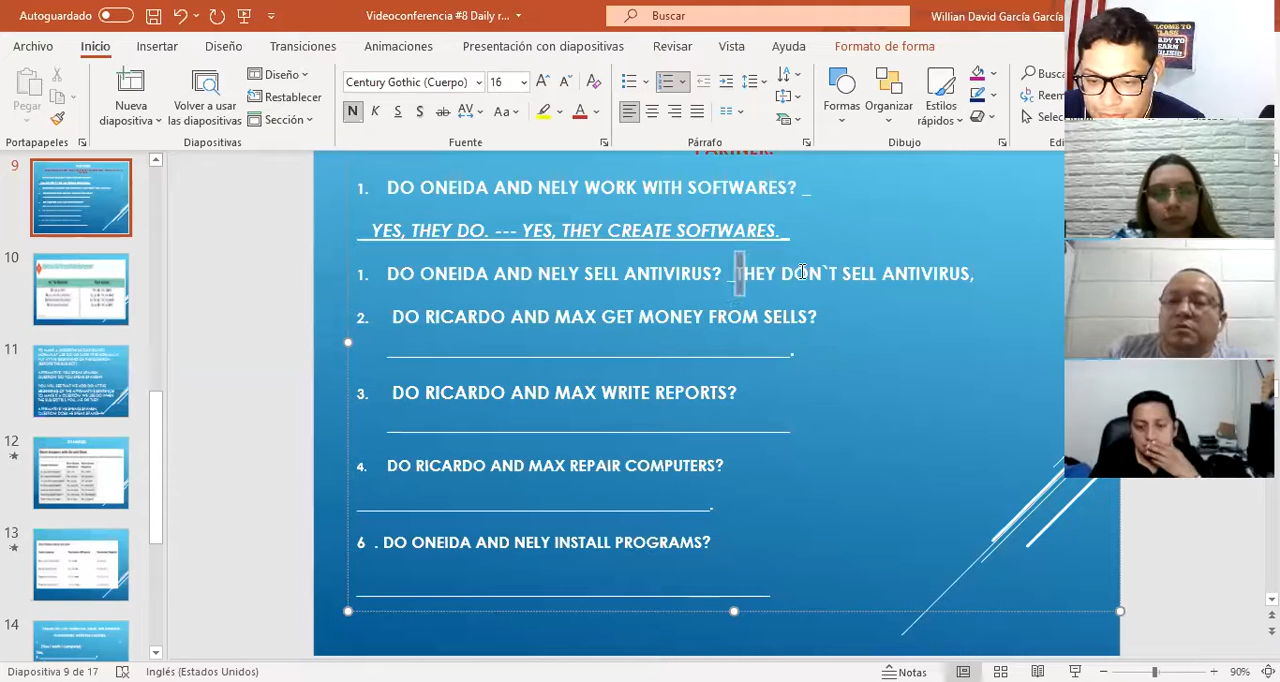 Autoguardado
Videoconferencia #8 Daily r...
Buscar
Willian David García García
Archivo Inicio Insertar Diseño Transiciones Animaciones Presentación con diapositivas Revisar Vista Ayuda Formato de forma
Pegar
Nueva diapositiva
Volver a usar las diapositivas
Diseño
Restablecer
Sección
Century Gothic (Cuerpo) 16
N K S S ab AV Aa A
Formas Organizar Estilos rápidos
Portapapeles Diapositivas Fuente Párrafo Dibujo
9
1. DO ONEIDA AND NELY WORK WITH SOFTWARES? _
YES, THEY DO. --- YES, THEY CREATE SOFTWARES._
1. DO ONEIDA AND NELY SELL ANTIVIRUS? _THEY DON`T SELL ANTIVIRUS,
2. DO RICARDO AND MAX GET MONEY FROM SELLS?
3. DO RICARDO AND MAX WRITE REPORTS?
4. DO RICARDO AND MAX REPAIR COMPUTERS?
6 . DO ONEIDA AND NELY INSTALL PROGRAMS?
10
11
12
13
14
Diapositiva 9 de 17
Inglés (Estados Unidos)
Notas
90%